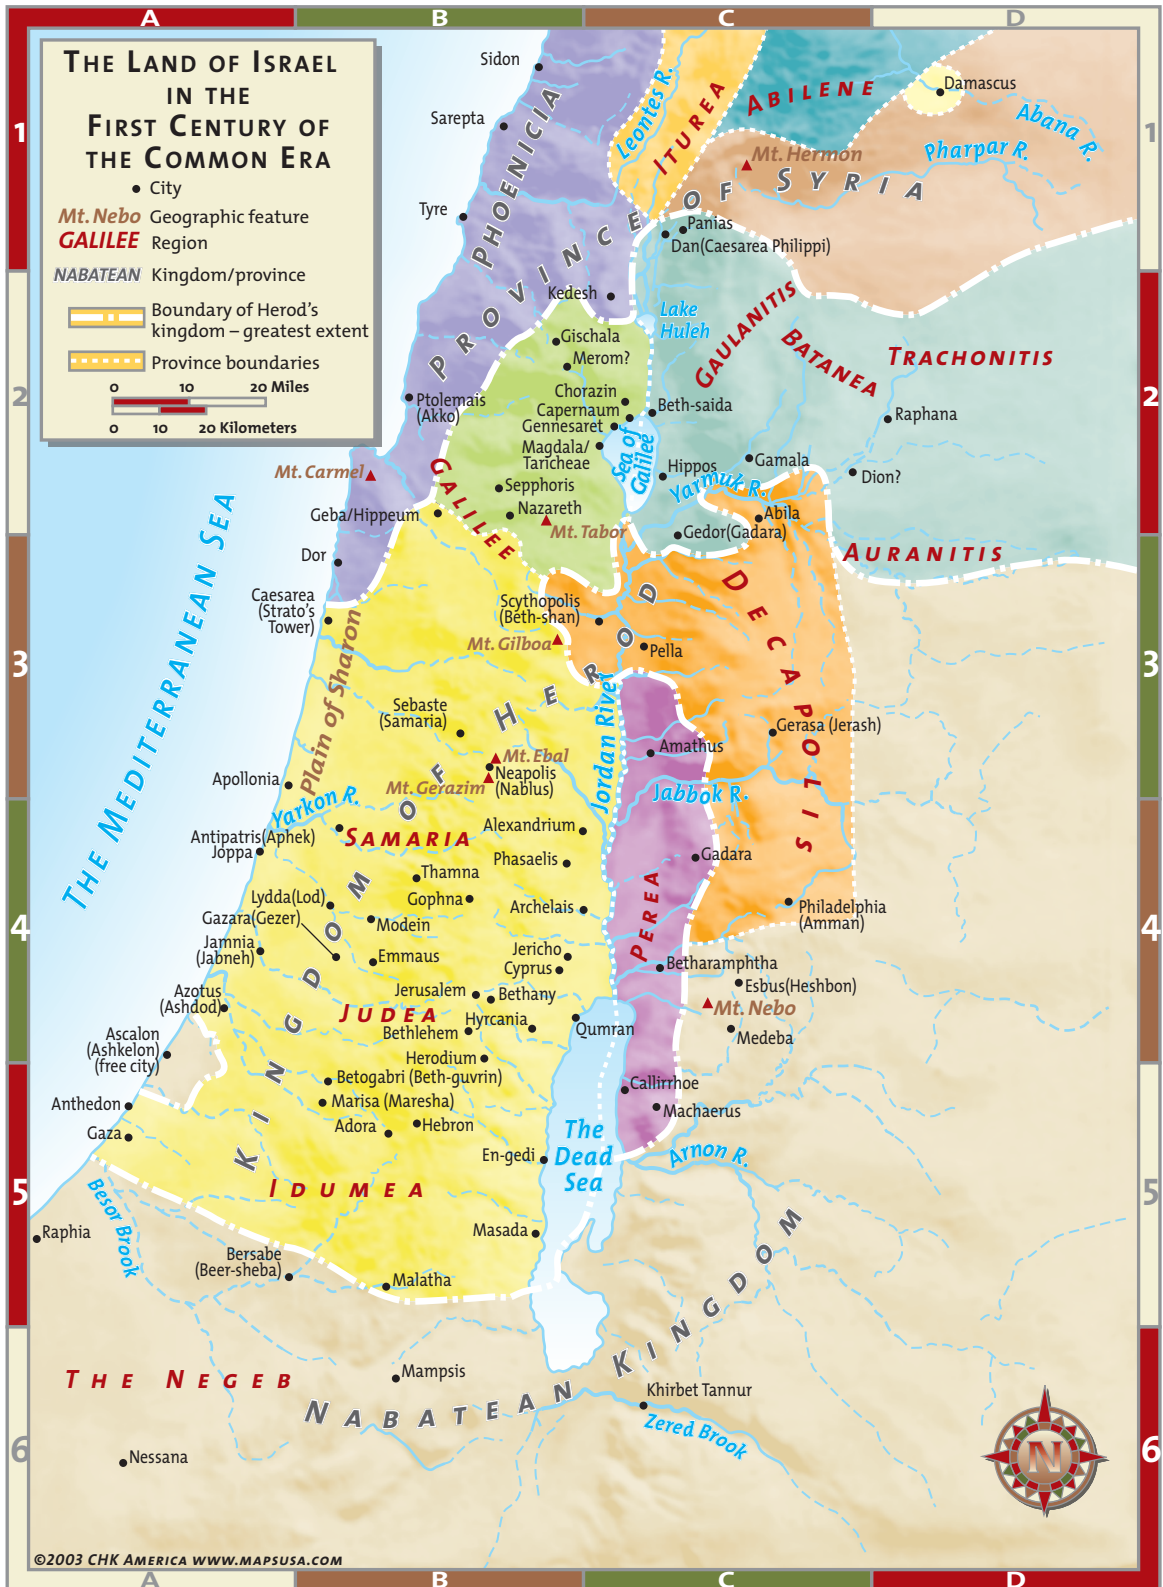 A
B
C
D
THE LAND OF ISRAEL
IN THE
FIRST CENTURY OF
THE COMMON ERA
City
Mt. Nebo Geographic feature
GALILEE Region
NABATEAN Kingdom/province
Boundary of Herod's
kingdom – greatest extent
Province boundaries
0 10 20 Miles
0 10 20 Kilometers
1
2
3
4
5
6
1
2
3
4
5
6
Sidon
Sarepta
Tyre
PHOENICIA
Leontes R.
ITUREA
ABILENE
Damascus
Abana R.
Pharpar R.
Mt. Hermon
PROVINCE OF SYRIA
Panias
Dan(Caesarea Philippi)
Kedesh
Lake
Huleh
GAULANITIS
BATANEA
TRACHONITIS
Gischala
Merom?
Chorazin
Capernaum
Gennesaret
Magdala/
Taricheae
Beth-saida
Sea of
Galilee
Raphana
Ptolemais
(Akko)
Mt. Carmel
GALILEE
Sepphoris
Nazareth
Mt. Tabor
Hippos
Gamala
Yarmuk R.
Dion?
Abila
Gedor(Gadara)
AURANITIS
Geba/Hippeum
Dor
THE MEDITERRANEAN SEA
Caesarea
(Strato's
Tower)
Plain of Sharon
Scythopolis
(Beth-shan)
Mt. Gilboa
Pella
DECAPOLIS
KINGDOM OF HEROD
Sebaste
(Samaria)
Mt. Ebal
Neapolis
(Nablus)
Mt. Gerazim
Jordan River
Amathus
Gerasa (Jerash)
Jabbok R.
Apollonia
Yarkon R.
Antipatris(Aphek)
Joppa
SAMARIA
Alexandrium
Phasaelis
Gadara
Thamna
Gophna
Archelais
PEREA
Philadelphia
(Amman)
Lydda(Lod)
Gazara(Gezer)
Modein
Jamnia
(Jabneh)
Emmaus
Jericho
Cyprus
Betharamphtha
Esbus(Heshbon)
Mt. Nebo
Medeba
Azotus
(Ashdod)
Jerusalem
Bethany
JUDEA
Hyrcania
Bethlehem
Qumran
Ascalon
(Ashkelon)
(free city)
Herodium
Betogabri (Beth-guvrin)
Marisa (Maresha)
Adora
Hebron
Callirrhoe
Machaerus
Anthedon
Gaza
En-gedi
The
Dead
Sea
Arnon R.
IDUMEA
Besor Brook
Raphia
Masada
Bersabe
(Beer-sheba)
Malatha
THE NEGEB
Mampsis
NABATEAN KINGDOM
Khirbet Tannur
Zered Brook
Nessana
N
©2003 CHK AMERICA WWW.MAPSUSA.COM
A
B
C
D